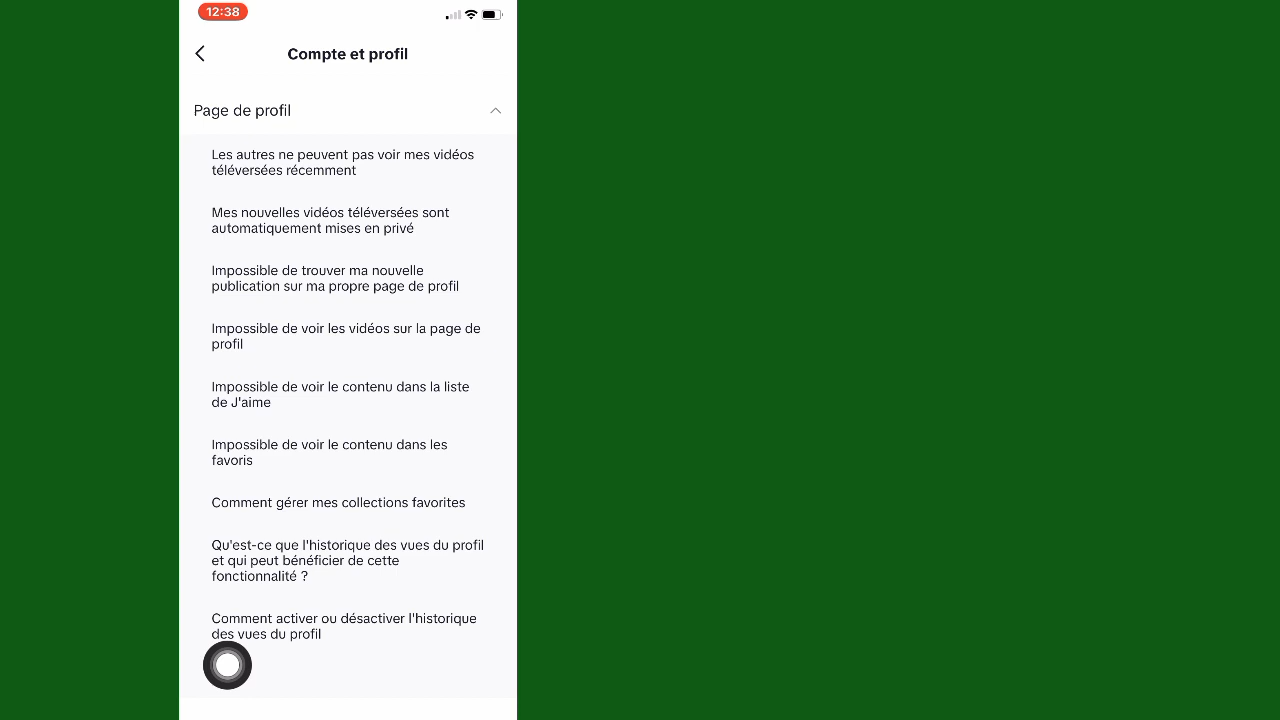 12:38
Compte et profil
Page de profil
Les autres ne peuvent pas voir mes vidéos
téléversées récemment
Mes nouvelles vidéos téléversées sont
automatiquement mises en privé
Impossible de trouver ma nouvelle
publication sur ma propre page de profil
Impossible de voir les vidéos sur la page de
profil
Impossible de voir le contenu dans la liste
de J'aime
Impossible de voir le contenu dans les
favoris
Comment gérer mes collections favorites
Qu'est-ce que l'historique des vues du profil
et qui peut bénéficier de cette
fonctionnalité ?
Comment activer ou désactiver l'historique
des vues du profil